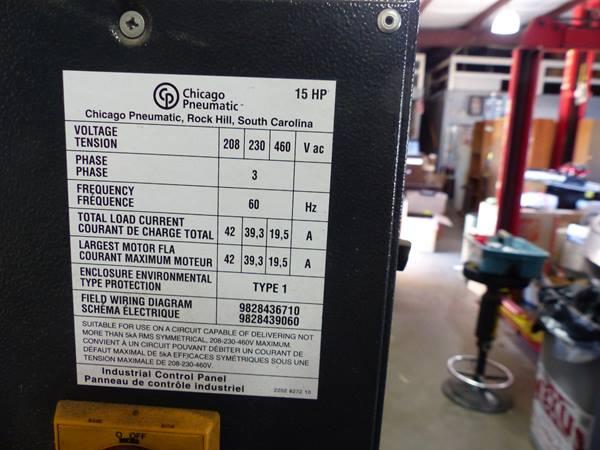 CP Chicago Pneumatic 15 HP
Chicago Pneumatic, Rock Hill, South Carolina
VOLTAGE
TENSION 208 230 460 V ac
PHASE
PHASE 3
FREQUENCY
FRÉQUENCE 60 Hz
TOTAL LOAD CURRENT
COURANT DE CHARGE TOTAL 42 39,3 19,5 A
LARGEST MOTOR FLA
COURANT MAXIMUM MOTEUR 42 39,3 19,5 A
ENCLOSURE ENVIRONMENTAL
TYPE PROTECTION TYPE 1
FIELD WIRING DIAGRAM 9828436710
SCHÉMA ÉLECTRIQUE 9828439060
SUITABLE FOR USE ON A CIRCUIT CAPABLE OF DELIVERING NOT
MORE THAN 5kA RMS SYMMETRICAL, 208-230-460V MAXIMUM.
CONVIENT À UN CIRCUIT POUVANT DÉBITER UN COURANT DE
DÉFAUT MAXIMAL DE 5kA EFFICACES SYMÉTRIQUES SOUS UNE
TENSION MAXIMALE DE 208-230-460V.
Industrial Control Panel
Panneau de contrôle industriel 2202 8272 10
O OFF